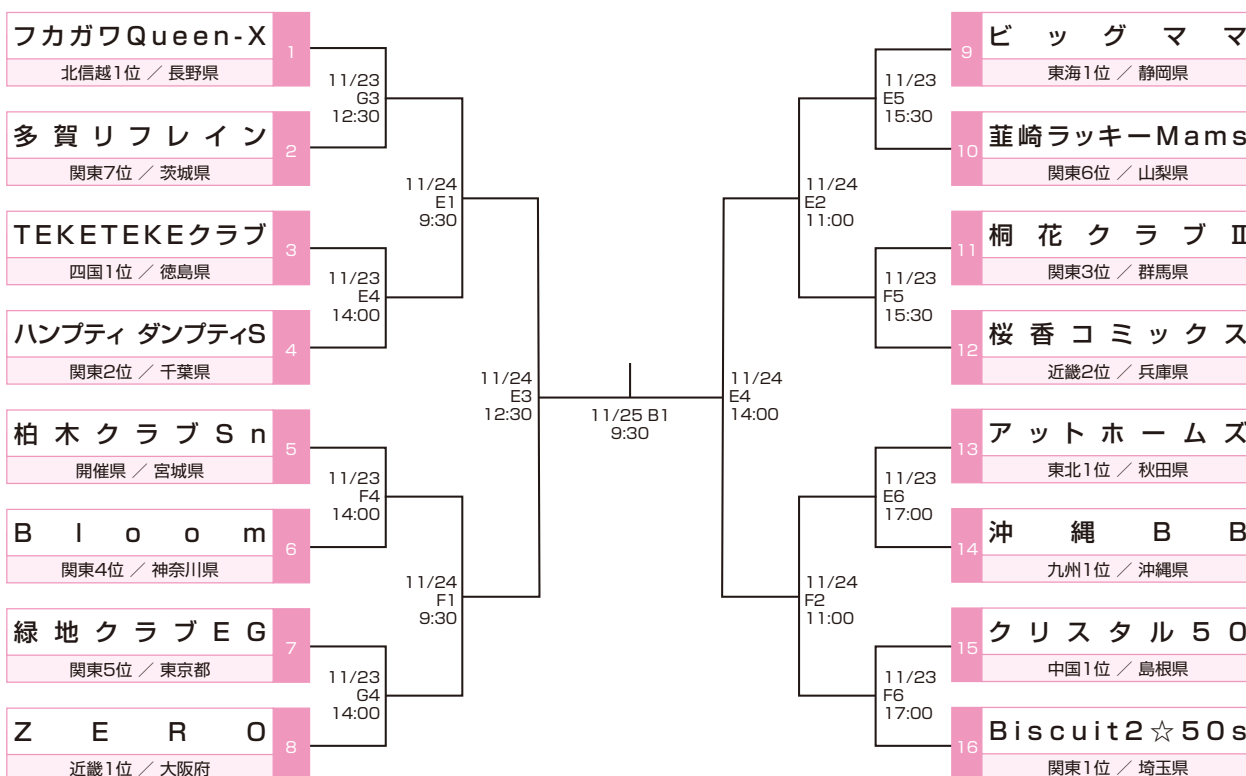 フカガワQueen-X
1
北信越1位 ／ 長野県
11/23
G3
12:30
多賀リフレイン
2
関東7位 ／ 茨城県
11/24
E1
9:30
TEKETEKEクラブ
3
四国1位 ／ 徳島県
11/23
E4
14:00
ハンプティ ダンプティS
4
関東2位 ／ 千葉県
11/24
E3
12:30
柏木クラブSn
5
開催県 ／ 宮城県
11/23
F4
14:00
Bloom
6
関東4位 ／ 神奈川県
11/24
F1
9:30
緑地クラブEG
7
関東5位 ／ 東京都
11/23
G4
14:00
ZERO
8
近畿1位 ／ 大阪府
11/25 B1
9:30
ビッグママ
9
東海1位 ／ 静岡県
11/23
E5
15:30
韮崎ラッキーMams
10
関東6位 ／ 山梨県
11/24
E2
11:00
桐花クラブⅡ
11
関東3位 ／ 群馬県
11/23
F5
15:30
桜香コミックス
12
近畿2位 ／ 兵庫県
11/24
E4
14:00
アットホームズ
13
東北1位 ／ 秋田県
11/23
E6
17:00
沖縄BB
14
九州1位 ／ 沖縄県
11/24
F2
11:00
クリスタル50
15
中国1位 ／ 島根県
11/23
F6
17:00
Biscuit2☆50s
16
関東1位 ／ 埼玉県